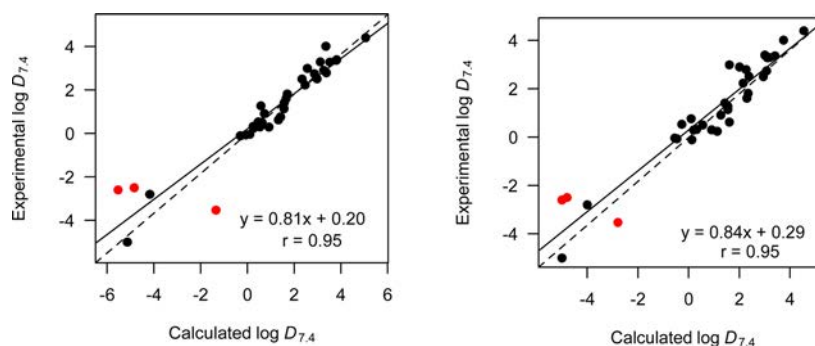 Experimental log D7.4
4
2
0
-2
-4
y = 0.81x + 0.20
r = 0.95
-6
-4
-2
0
2
4
6
Calculated log D7.4
Experimental log D7.4
4
2
0
-2
-4
y = 0.84x + 0.29
r = 0.95
-4
-2
0
2
4
Calculated log D7.4